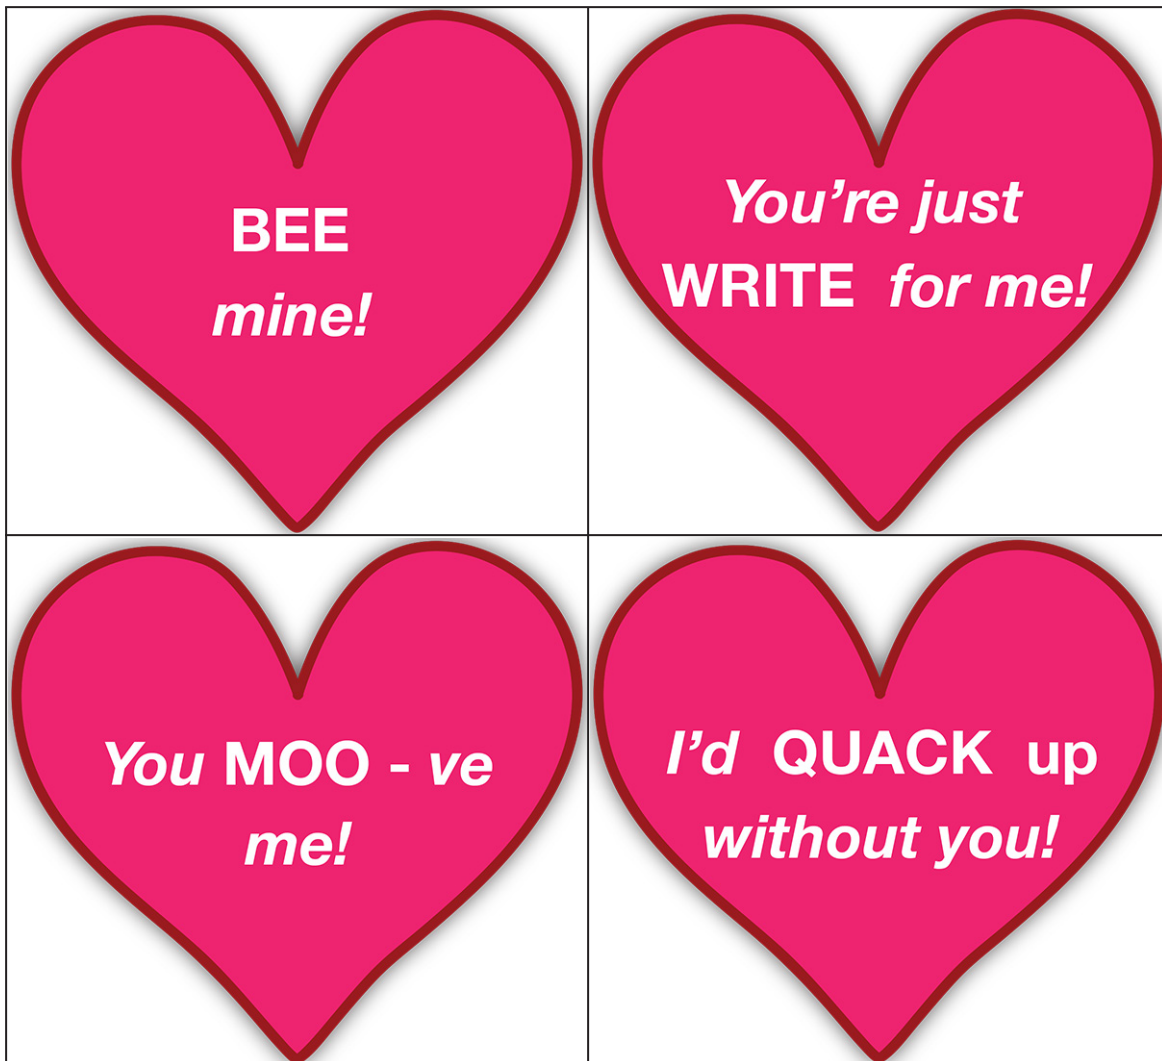 BEE
mine!
You're just
WRITE for me!
You MOO - ve
me!
I'd QUACK up
without you!